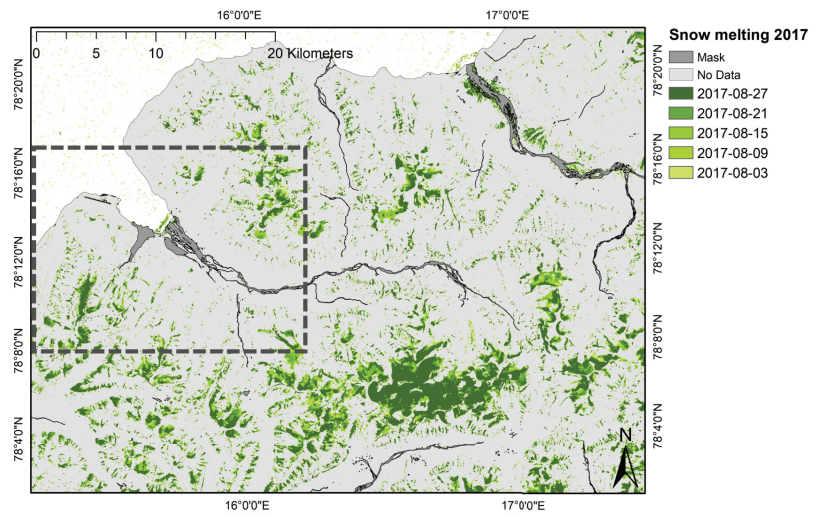 16°0'0"E 17°0'0"E
Snow melting 2017
0 5 10 20 Kilometers
Mask
No Data
2017-08-27
2017-08-21
2017-08-15
2017-08-09
2017-08-03
78°20'0"N
78°16'0"N
78°12'0"N
78°8'0"N
78°4'0"N
78°20'0"N
78°16'0"N
78°12'0"N
78°8'0"N
78°4'0"N
N
16°0'0"E 17°0'0"E